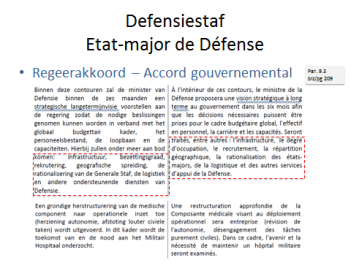 Defensiestaf
Etat-major de Défense
• Regeerakkoord – Accord gouvernemental
Par. 9.3
blz/pg 209
Binnen deze contouren zal de minister van
Defensie binnen de zes maanden een
strategische langetermijnvisie voorstellen aan
de regering zodat de nodige beslissingen
genomen kunnen worden in verband met het
globaal budgettair kader, het
personeelsbestand, de loopbaan en de
capaciteiten. Hierbij zullen onder meer aan bod
komen: infrastructuur, bezettingsgraad,
rekrutering, geografische spreiding, de
rationalisering van de Generale Staf, de logistiek
en andere ondersteunende diensten van
Defensie.
À l'intérieur de ces contours, le ministre de la
Défense proposera une vision stratégique à long
terme au gouvernement dans les six mois afin
que les décisions nécessaires puissent être
prises pour le cadre budgétaire global, l'effectif
en personnel, la carrière et les capacités. Seront
traités, entre autres : l'infrastructure, le degré
d'occupation, le recrutement, la répartition
géographique, la rationalisation des états-
majors, de la logistique et des autres services
d'appui de la Défense.
Een grondige herstructurering van de medische
component naar operationele inzet toe
(herziening autonomie, afstoting louter civiele
taken) wordt uitgevoerd. In dit kader wordt de
toekomst van en de nood aan het Militair
Hospitaal onderzocht.
Une restructuration approfondie de la
Composante médicale visant au déploiement
opérationnel sera entreprise (révision de
l'autonomie, désengagement des tâches
purement civiles). Dans ce cadre, l'avenir et la
nécessité de maintenir un hôpital militaire
seront examinés.